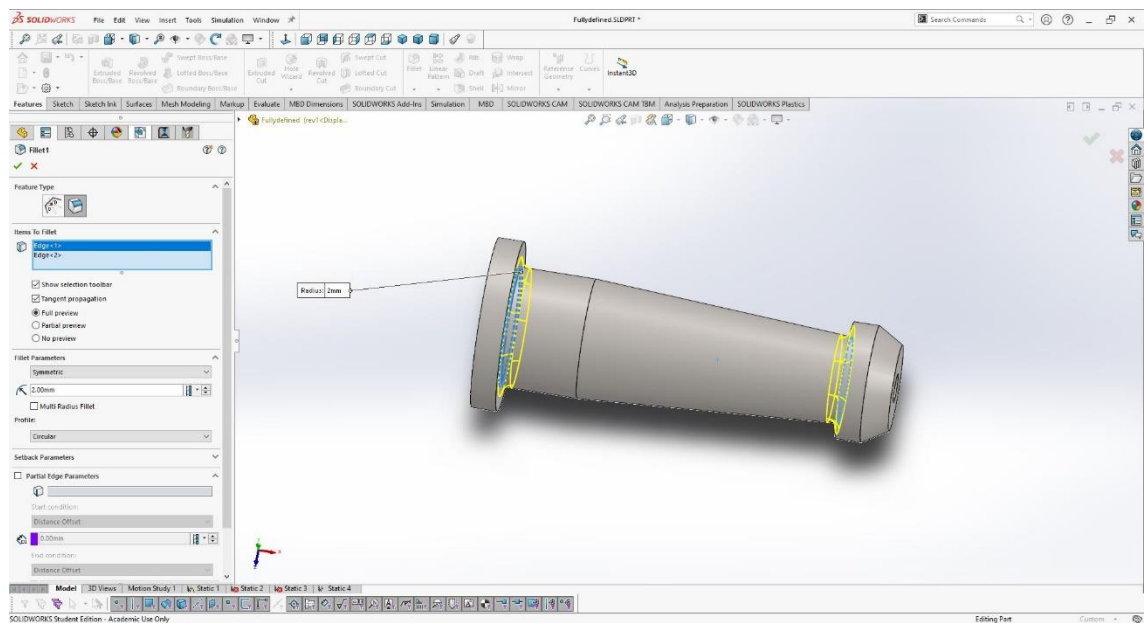 SOLIDWORKS File Edit View Insert Tools Simulation Window Fullydefined.SLDPRT * Search Commands
Extruded Boss/Base Revolved Boss/Base Swept Boss/Base Lofted Boss/Base Boundary Boss/Base Extruded Cut Hole Wizard Revolved Cut Swept Cut Lofted Cut Boundary Cut Fillet Linear Pattern Rib Draft Shell Wrap Intersect Mirror Reference Geometry Curves Instant3D
Features Sketch Sketch Ink Surfaces Mesh Modeling Markup Evaluate MBD Dimensions SOLIDWORKS Add-Ins Simulation MBD SOLIDWORKS CAM SOLIDWORKS CAM TBM Analysis Preparation SOLIDWORKS Plastics
Fullydefined (rev1<Displa...
Fillet1
Feature Type
Items To Fillet
Edge<1>
Edge<2>
Show selection toolbar
Tangent propagation
Full preview
Partial preview
No preview
Radius: 2mm
Fillet Parameters
Symmetric
2.00mm
Multi Radius Fillet
Profile:
Circular
Setback Parameters
Partial Edge Parameters
Start condition:
Distance Offset
0.00mm
End condition:
Distance Offset
Model 3D Views Motion Study 1 Static 1 Static 2 Static 3 Static 4
SOLIDWORKS Student Edition - Academic Use Only Editing Part Custom